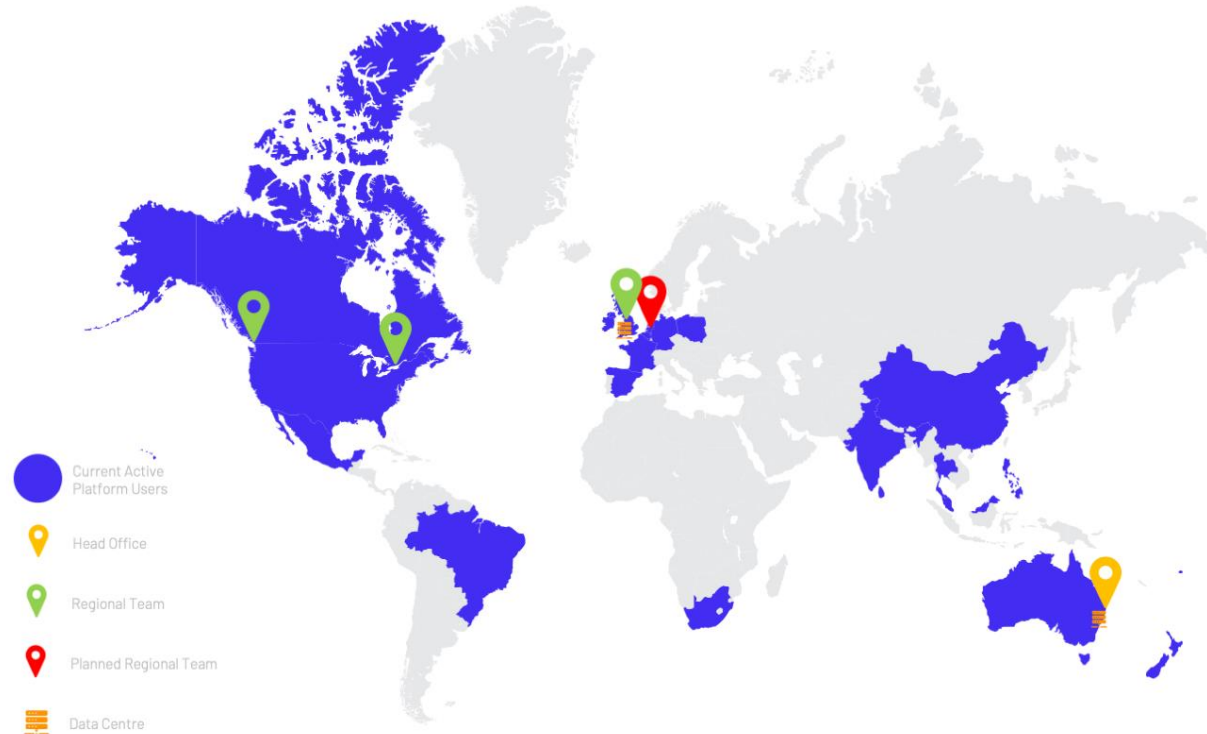 Current Active
Platform Users
Head Office
Regional Team
Planned Regional Team
Data Centre